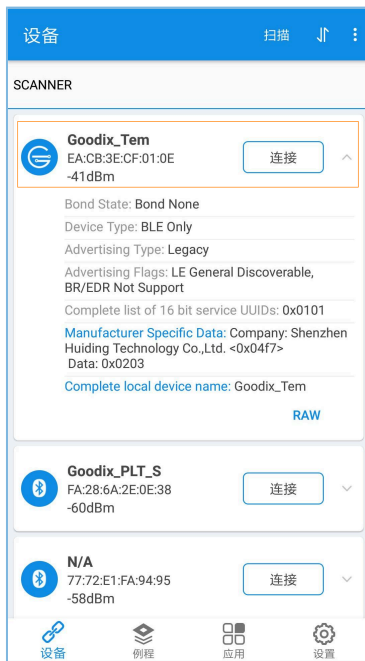 设备
扫描
SCANNER
Goodix_Tem
EA:CB:3E:CF:01:0E
-41dBm
连接
Bond State: Bond None
Device Type: BLE Only
Advertising Type: Legacy
Advertising Flags: LE General Discoverable,
BR/EDR Not Support
Complete list of 16 bit service UUIDs: 0x0101
Manufacturer Specific Data: Company: Shenzhen
Huiding Technology Co.,Ltd. <0x04f7>
Data: 0x0203
Complete local device name: Goodix_Tem
RAW
Goodix_PLT_S
FA:28:6A:2E:0E:38
-60dBm
连接
N/A
77:72:E1:FA:94:95
-58dBm
连接
设备
例程
应用
设置